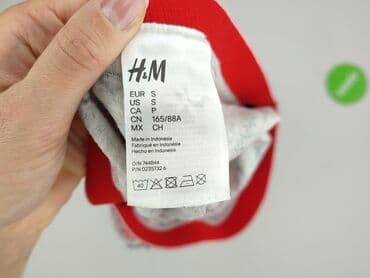 H&M
EUR S
US S
CA P
CN 165/88A
MX CH
Made in Indonesia
Fabriqué en Indonésie
Hecho en Indonesia
O/N 744844
P/N 0235732 6
40